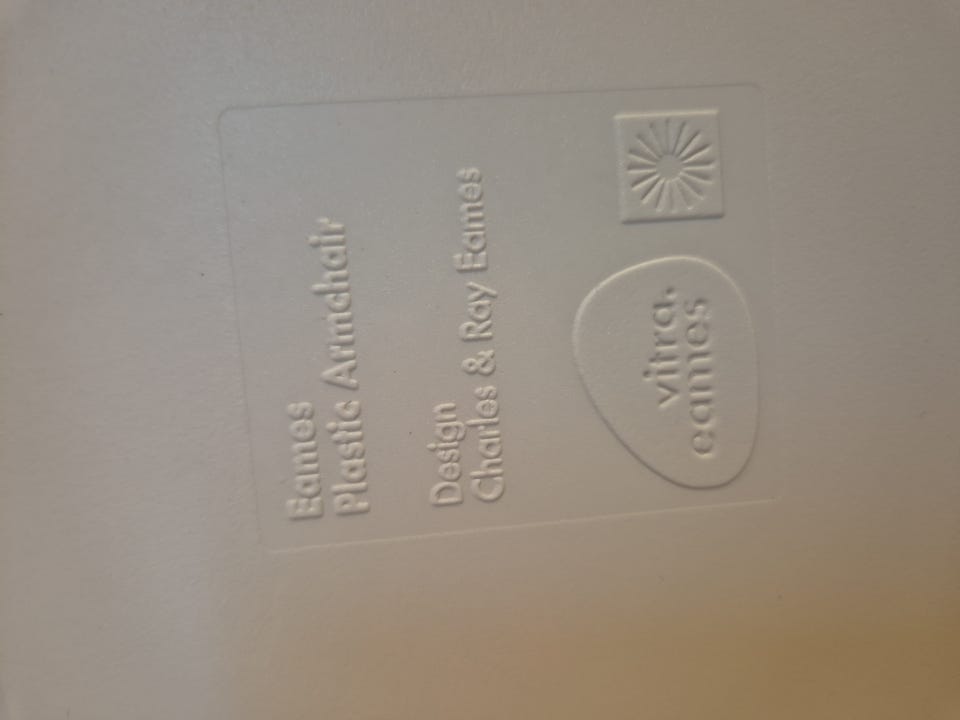 Eames
Plastic Armchair
Design
Charles & Ray Eames
vitra.
eames